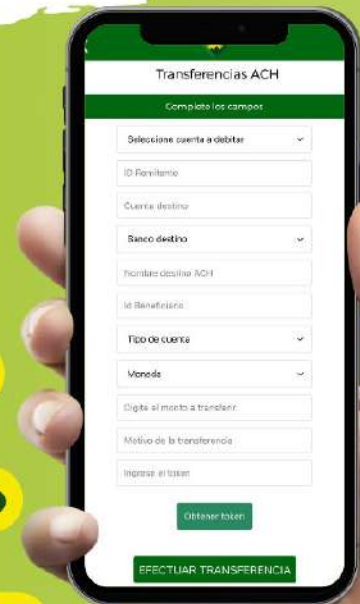 Transferencias ACH
Complete los campos
Seleccione cuenta a debitar
ID Remitente
Cuenta destino
Banco destino
Nombre destino ACH
Id Beneficiario
Tipo de cuenta
Moneda
Digite el monto a transferir
Motivo de la transferencia
Ingrese el token
Obtener token
EFECTUAR TRANSFERENCIA